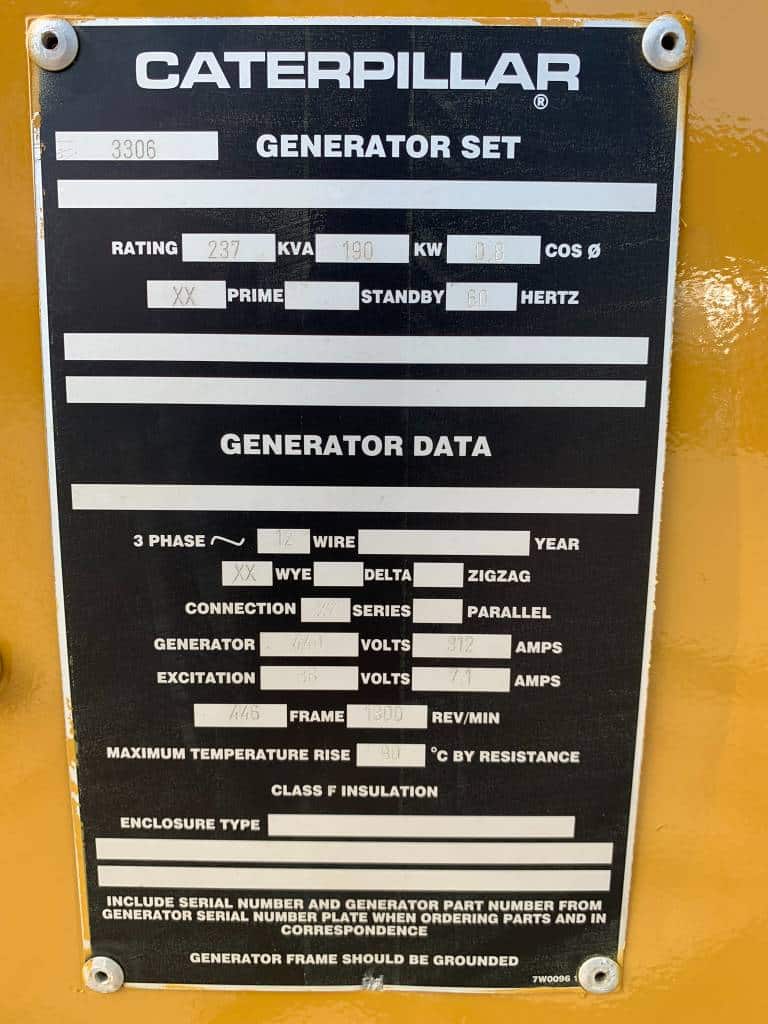 CATERPILLAR
®
3306 GENERATOR SET
RATING 237 KVA 190 KW 0.8 COS Ø
XX PRIME STANDBY 60 HERTZ
GENERATOR DATA
3 PHASE ~ 12 WIRE YEAR
XX WYE DELTA ZIGZAG
CONNECTION SERIES PARALLEL
GENERATOR VOLTS 312 AMPS
EXCITATION VOLTS 7.1 AMPS
446 FRAME 1800 REV/MIN
MAXIMUM TEMPERATURE RISE °C BY RESISTANCE
CLASS F INSULATION
ENCLOSURE TYPE
INCLUDE SERIAL NUMBER AND GENERATOR PART NUMBER FROM
GENERATOR SERIAL NUMBER PLATE WHEN ORDERING PARTS AND IN
CORRESPONDENCE
GENERATOR FRAME SHOULD BE GROUNDED
7W0096